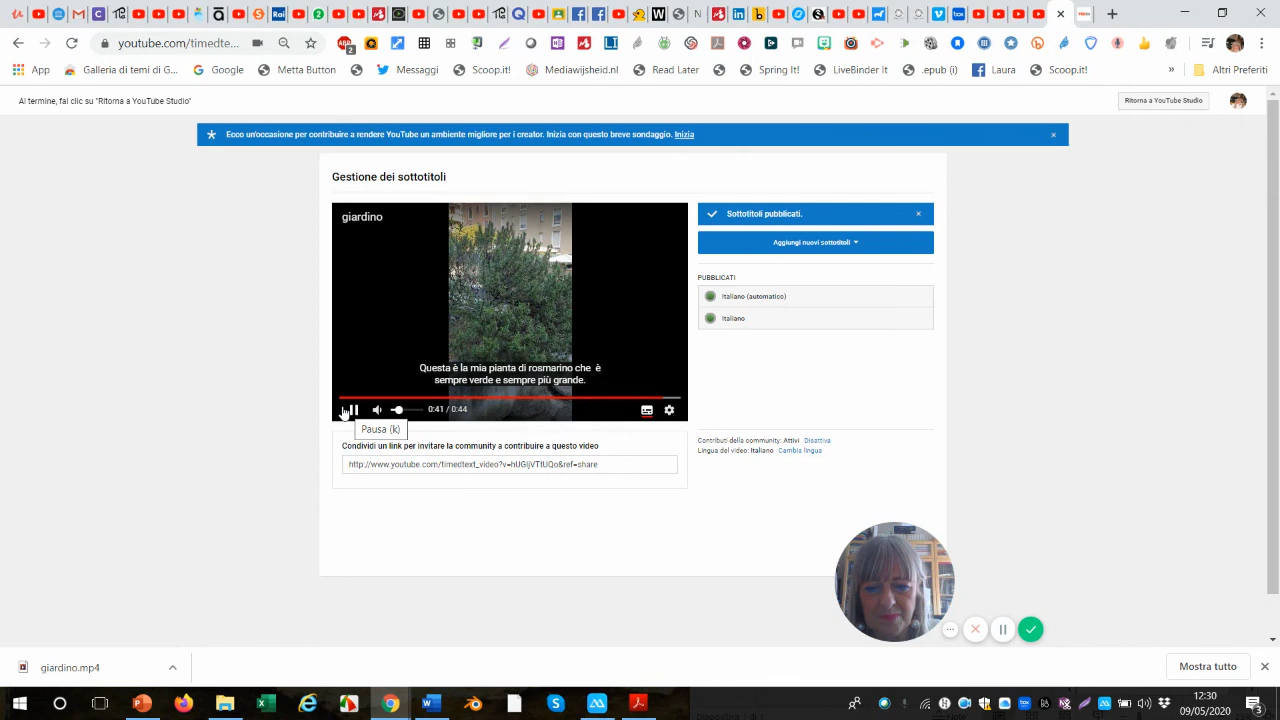 youtube.com/timedte...
2
App
Galleria di temi di G...
Google
Metta Button
Messaggi
Scoop.it!
Mediawijsheid.nl
Read Later
Spring It!
LiveBinder It
.epub (i)
Laura
Scoop.it!
»
Altri Preferiti
Al termine, fai clic su "Ritorna a YouTube Studio"
Ritorna a YouTube Studio
Ecco un'occasione per contribuire a rendere YouTube un ambiente migliore per i creator. Inizia con questo breve sondaggio. Inizia
Gestione dei sottotitoli
giardino
Questa è la mia pianta di rosmarino che è
sempre verde e sempre più grande.
0:41 / 0:44
Pausa (k)
Condividi un link per invitare la community a contribuire a questo video
http://www.youtube.com/timedtext_video?v=hUGIjVTtUQo&ref=share
Sottotitoli pubblicati.
Aggiungi nuovi sottotitoli
PUBBLICATI
Italiano (automatico)
Italiano
Contributi della community: Attivi Disattiva
Lingua del video: Italiano Cambia lingua
giardino.mp4
Mostra tutto
12:30
09/05/2020